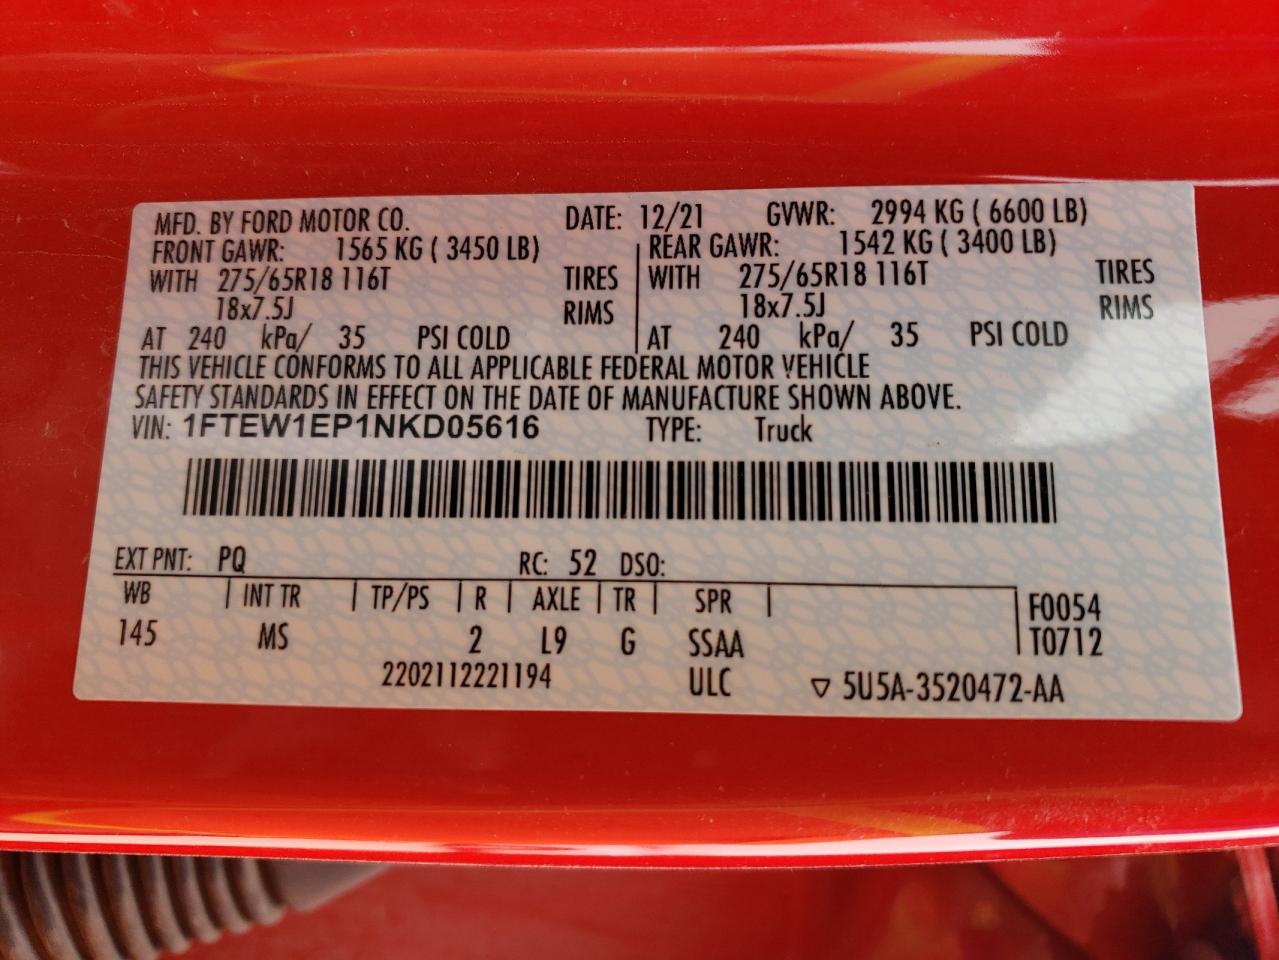 MFD. BY FORD MOTOR CO. DATE: 12/21 GVWR: 2994 KG ( 6600 LB)
FRONT GAWR: 1565 KG ( 3450 LB) REAR GAWR: 1542 KG ( 3400 LB)
WITH 275/65R18 116T TIRES WITH 275/65R18 116T TIRES
18x7.5J RIMS 18x7.5J RIMS
AT 240 kPa/ 35 PSI COLD AT 240 kPa/ 35 PSI COLD
THIS VEHICLE CONFORMS TO ALL APPLICABLE FEDERAL MOTOR VEHICLE
SAFETY STANDARDS IN EFFECT ON THE DATE OF MANUFACTURE SHOWN ABOVE.
VIN: 1FTEW1EP1NKD05616 TYPE: Truck
EXT PNT: PQ RC: 52 DSO:
WB INT TR TP/PS R AXLE TR SPR F0054
145 MS 2 L9 G SSAA T0712
2202112221194 ULC ▽ 5U5A-3520472-AA